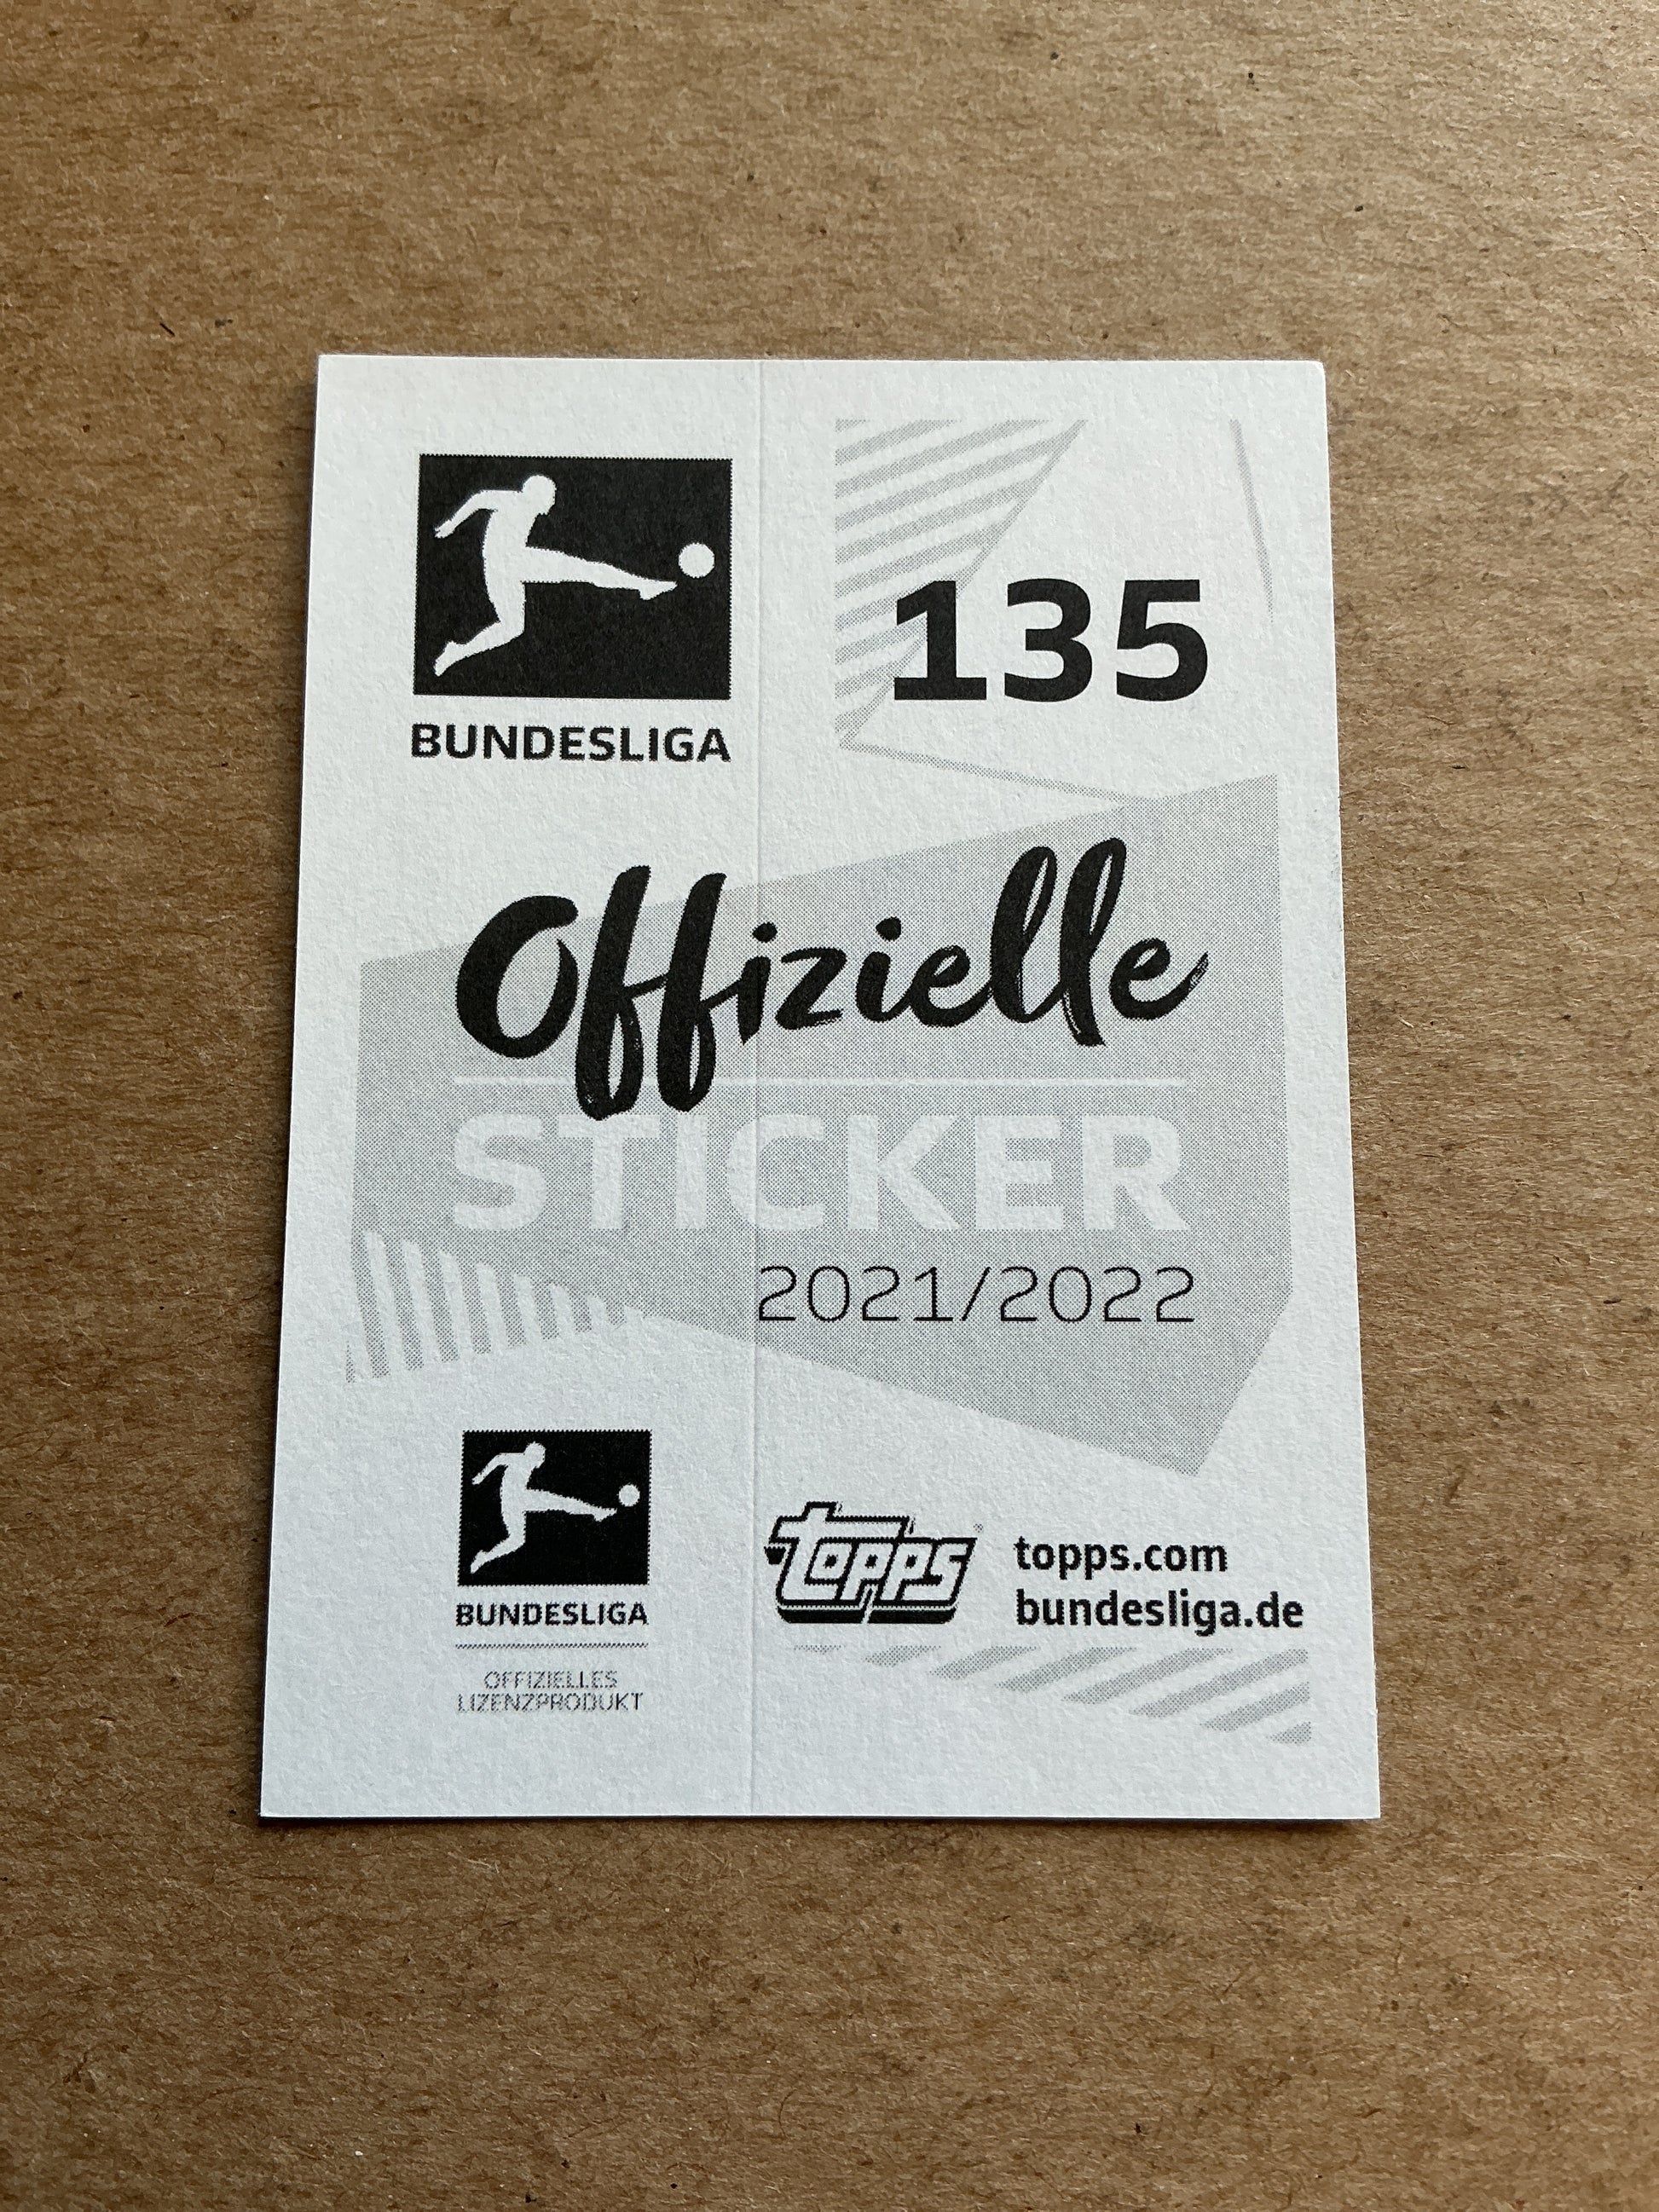 BUNDESLIGA
135
Offizielle
STICKER
2021/2022
BUNDESLIGA
OFFIZIELLES
LIZENZPRODUKT
topps
topps.com
bundesliga.de